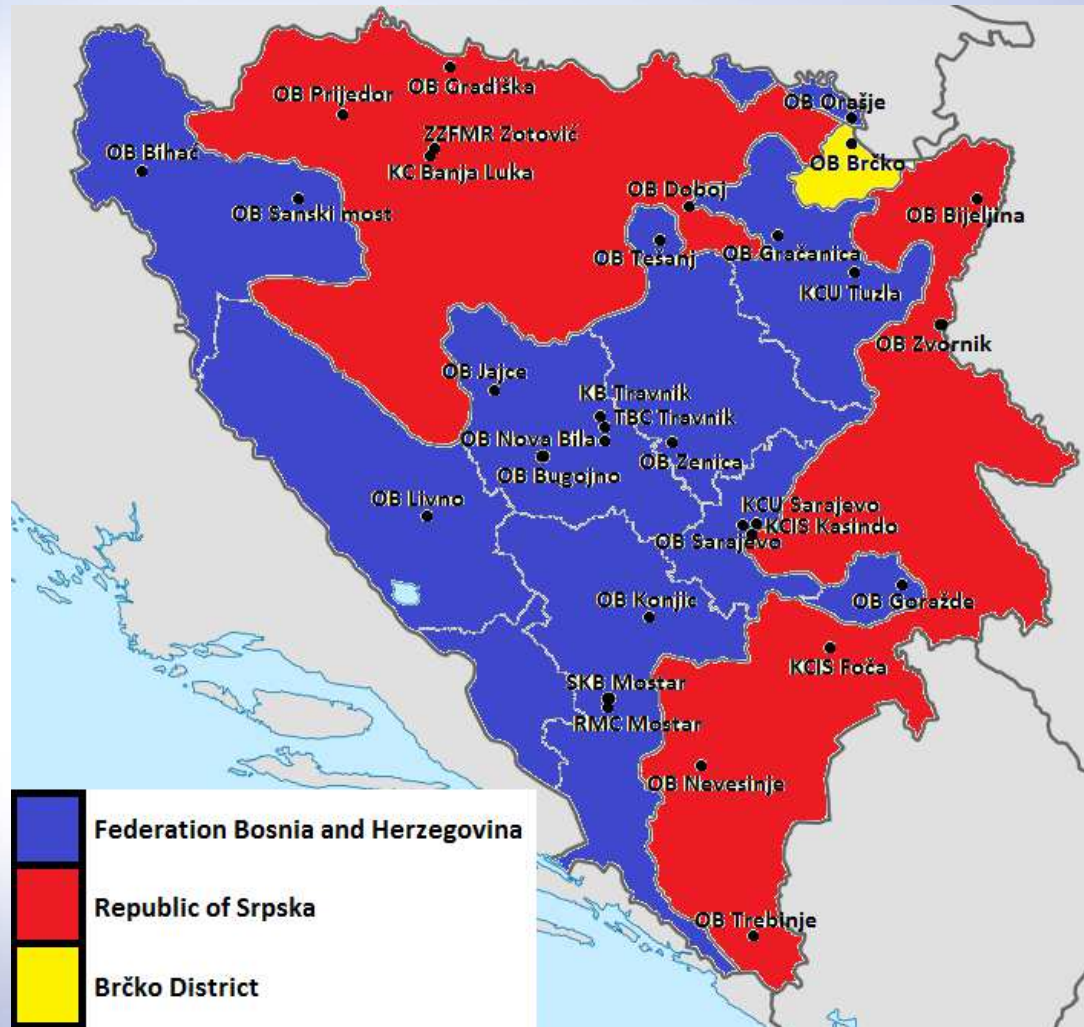 OB Gradiška
OB Prijedor
OB Orašje
ZZFMR Zotović
OB Bihać
OB Brčko
KC Banja Luka
OB Doboj
OB Sanski most
OB Bijeljina
OB Tešanj
OB Gračanica
KCU Tuzla
OB Zvornik
OB Jajce
KB Travnik
TBC Travnik
OB Nova Bila
OB Zenica
OB Bugojno
OB Livno
KCU Sarajevo
KCIS Kasindo
OB Sarajevo
OB Konjic
OB Goražde
KCIS Foča
SKB Mostar
RMC Mostar
OB Nevesinje
OB Trebinje
Federation Bosnia and Herzegovina
Republic of Srpska
Brčko District